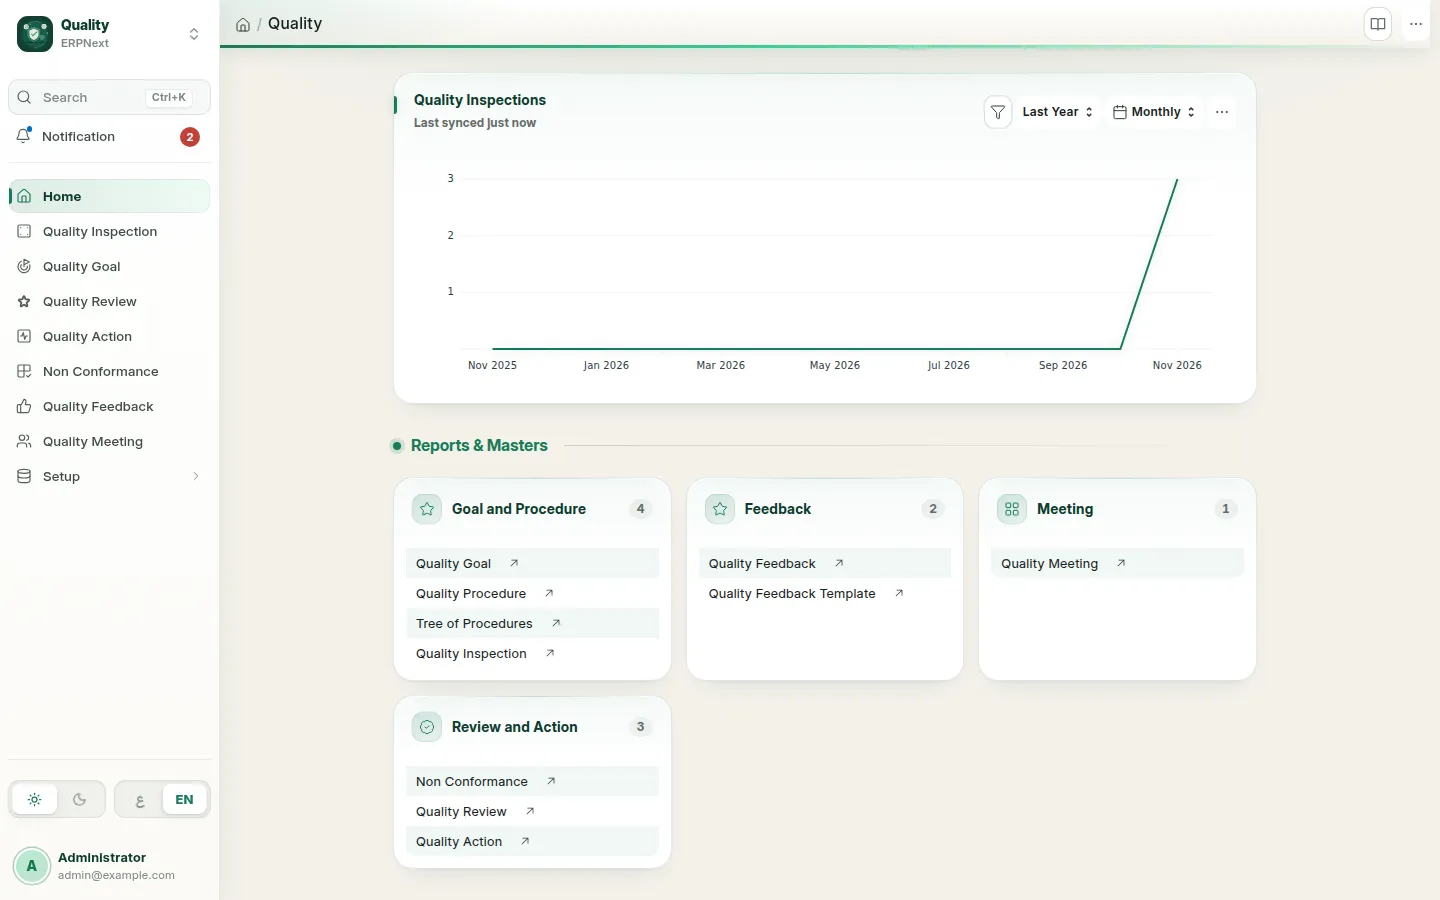 Quality
ERPNext
Search
Ctrl+K
Notification
2
Home
Quality Inspection
Quality Goal
Quality Review
Quality Action
Non Conformance
Quality Feedback
Quality Meeting
Setup
ع
EN
A
Administrator
admin@example.com
/ Quality
Quality Inspections
Last synced just now
Last Year
Monthly
3
2
1
Nov 2025
Jan 2026
Mar 2026
May 2026
Jul 2026
Sep 2026
Nov 2026
Reports & Masters
Goal and Procedure
4
Quality Goal
Quality Procedure
Tree of Procedures
Quality Inspection
Feedback
2
Quality Feedback
Quality Feedback Template
Meeting
1
Quality Meeting
Review and Action
3
Non Conformance
Quality Review
Quality Action